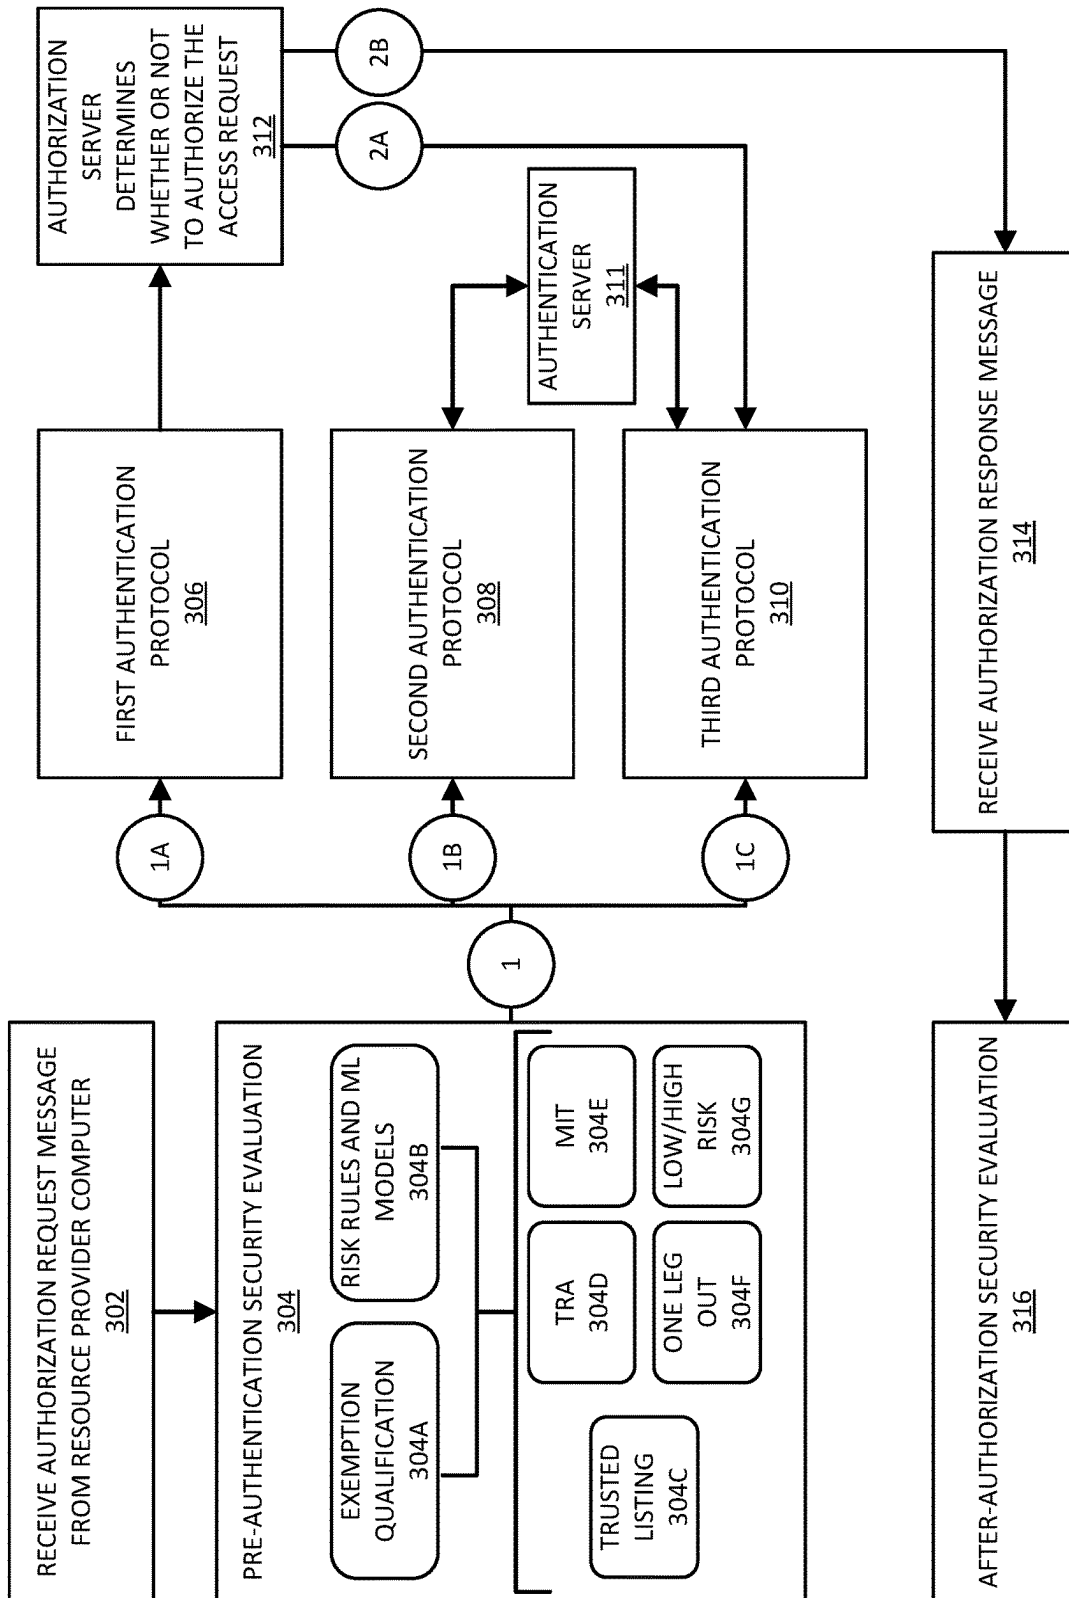 RECEIVE AUTHORIZATION REQUEST MESSAGE
FROM RESOURCE PROVIDER COMPUTER
302
PRE-AUTHENTICATION SECURITY EVALUATION
304
EXEMPTION
QUALIFICATION
304A
RISK RULES AND ML
MODELS
304B
TRUSTED
LISTING
304C
TRA
304D
MIT
304E
ONE LEG
OUT
304F
LOW/HIGH
RISK
304G
1
1A
1B
1C
FIRST AUTHENTICATION
PROTOCOL
306
SECOND AUTHENTICATION
PROTOCOL
308
THIRD AUTHENTICATION
PROTOCOL
310
AUTHENTICATION
SERVER
311
AUTHORIZATION
SERVER
DETERMINES
WHETHER OR NOT
TO AUTHORIZE THE
ACCESS REQUEST
312
2A
2B
RECEIVE AUTHORIZATION RESPONSE MESSAGE
314
AFTER-AUTHORIZATION SECURITY EVALUATION
316